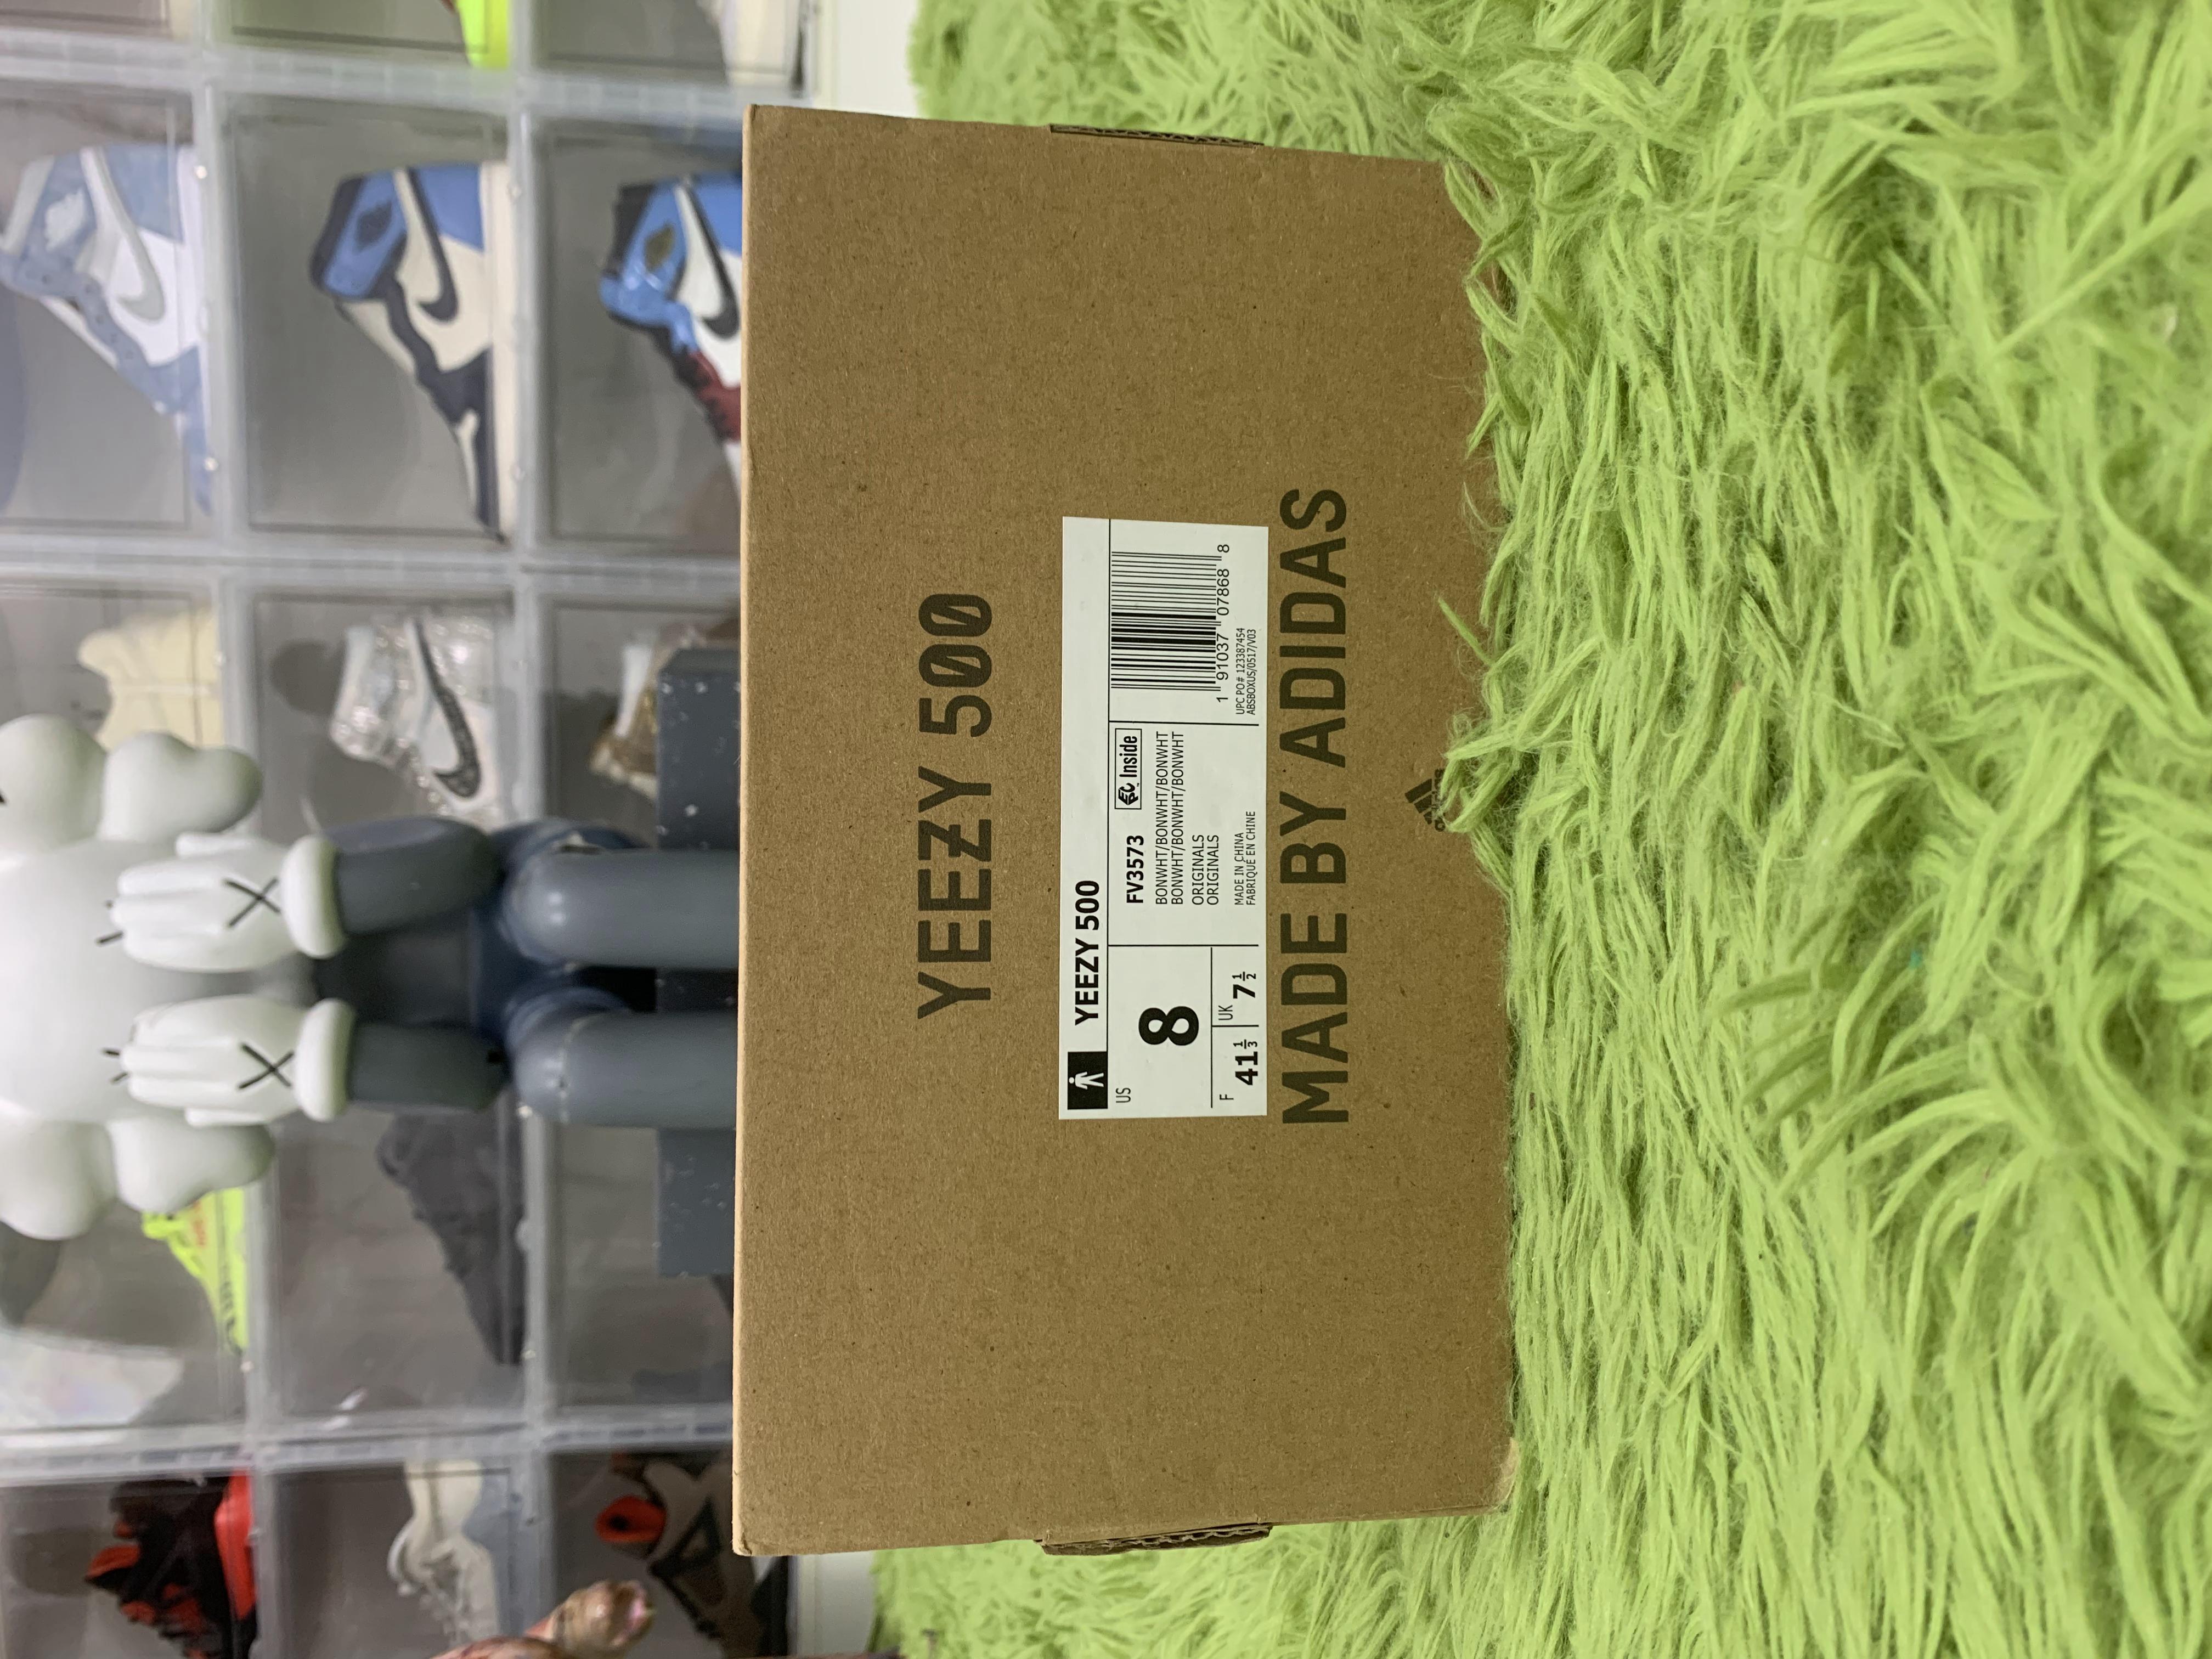 YEEZY 500
YEEZY 500
US
8
F
41 1/3
UK
7 1/2
FV3573
Inside
BONWHT/BONWHT/BONWHT
BONWHT/BONWHT/BONWHT
ORIGINALS
ORIGINALS
MADE IN CHINA
FABRIQUÉ EN CHINE
1 91037 07868 8
UPC PO# 123387454
ABSBOXUS/0517/V03
MADE BY ADIDAS